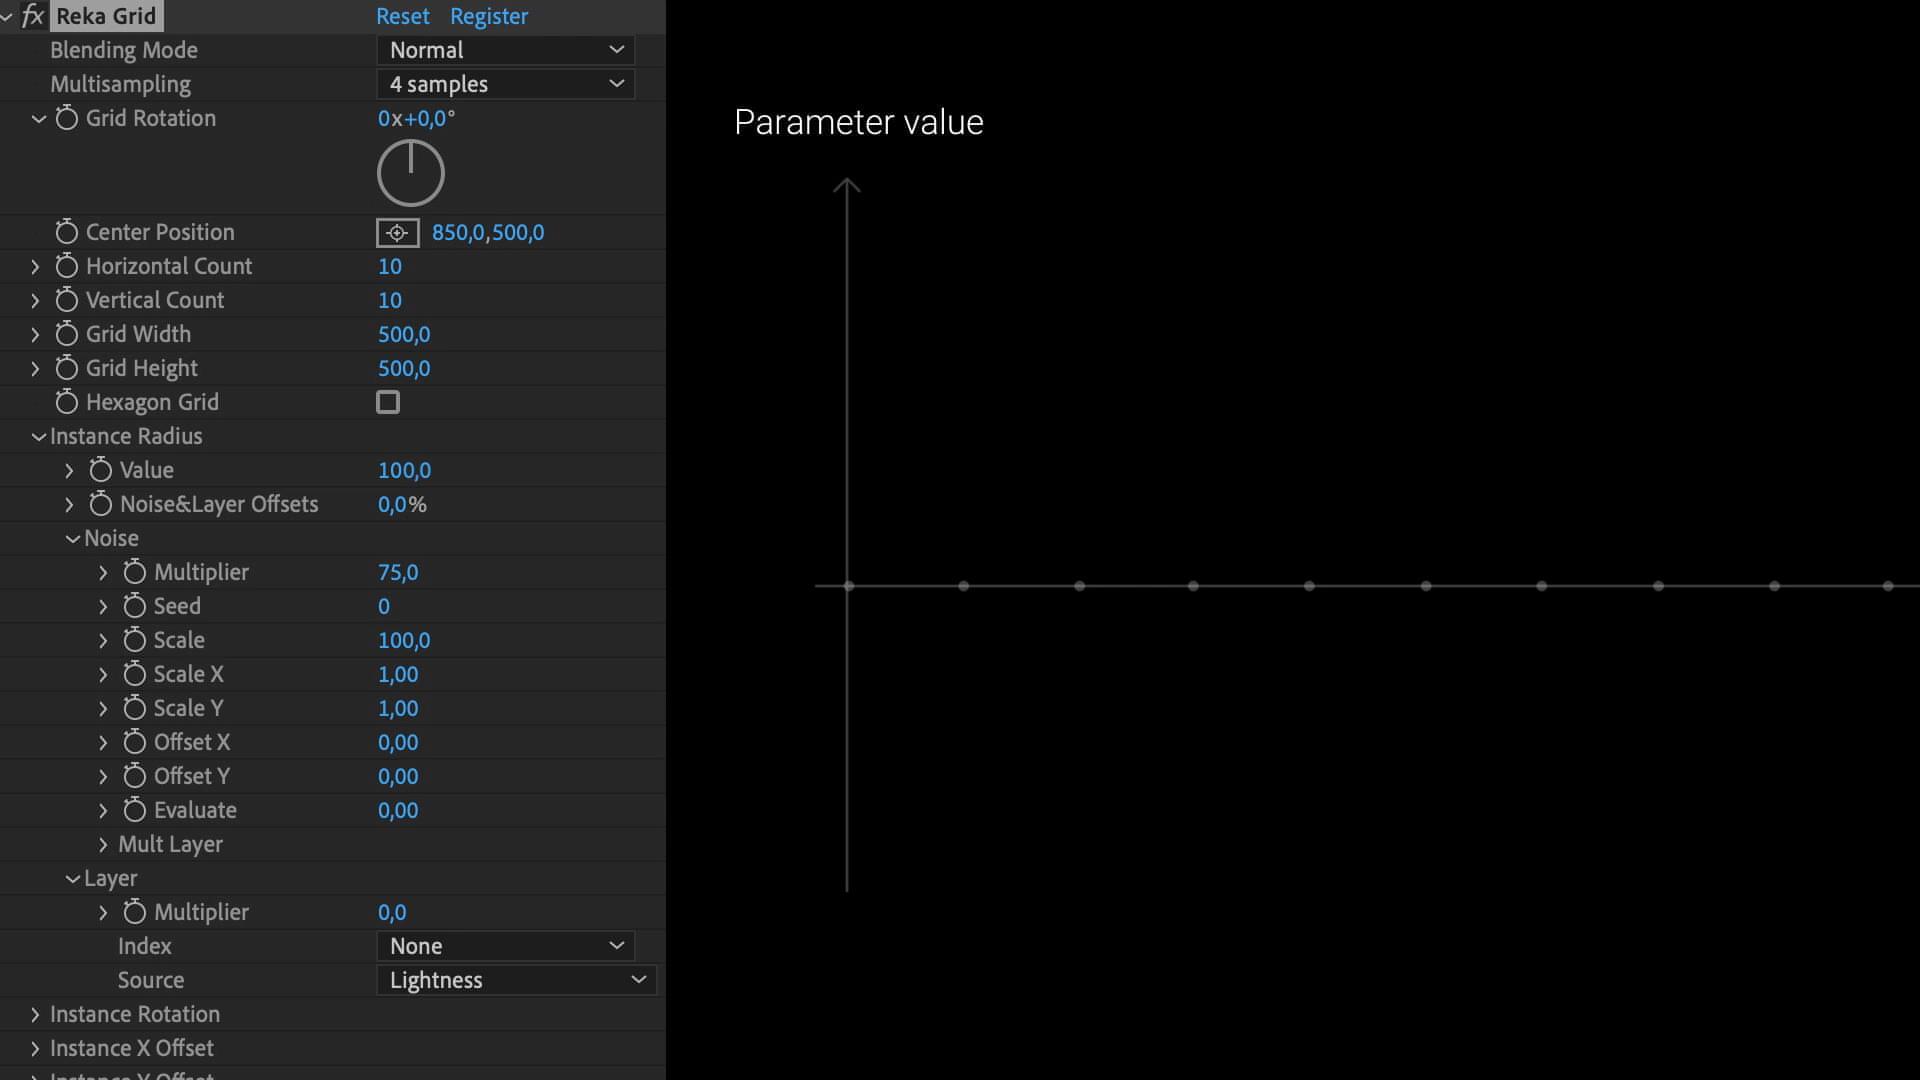 fx Reka Grid Reset Register
Blending Mode Normal
Multisampling 4 samples
Grid Rotation 0x+0,0°
Center Position 850,0,500,0
Horizontal Count 10
Vertical Count 10
Grid Width 500,0
Grid Height 500,0
Hexagon Grid
Instance Radius
Value 100,0
Noise&Layer Offsets 0,0%
Noise
Multiplier 75,0
Seed 0
Scale 100,0
Scale X 1,00
Scale Y 1,00
Offset X 0,00
Offset Y 0,00
Evaluate 0,00
Mult Layer
Layer
Multiplier 0,0
Index None
Source Lightness
Instance Rotation
Instance X Offset
Instance Y Offset
Parameter value